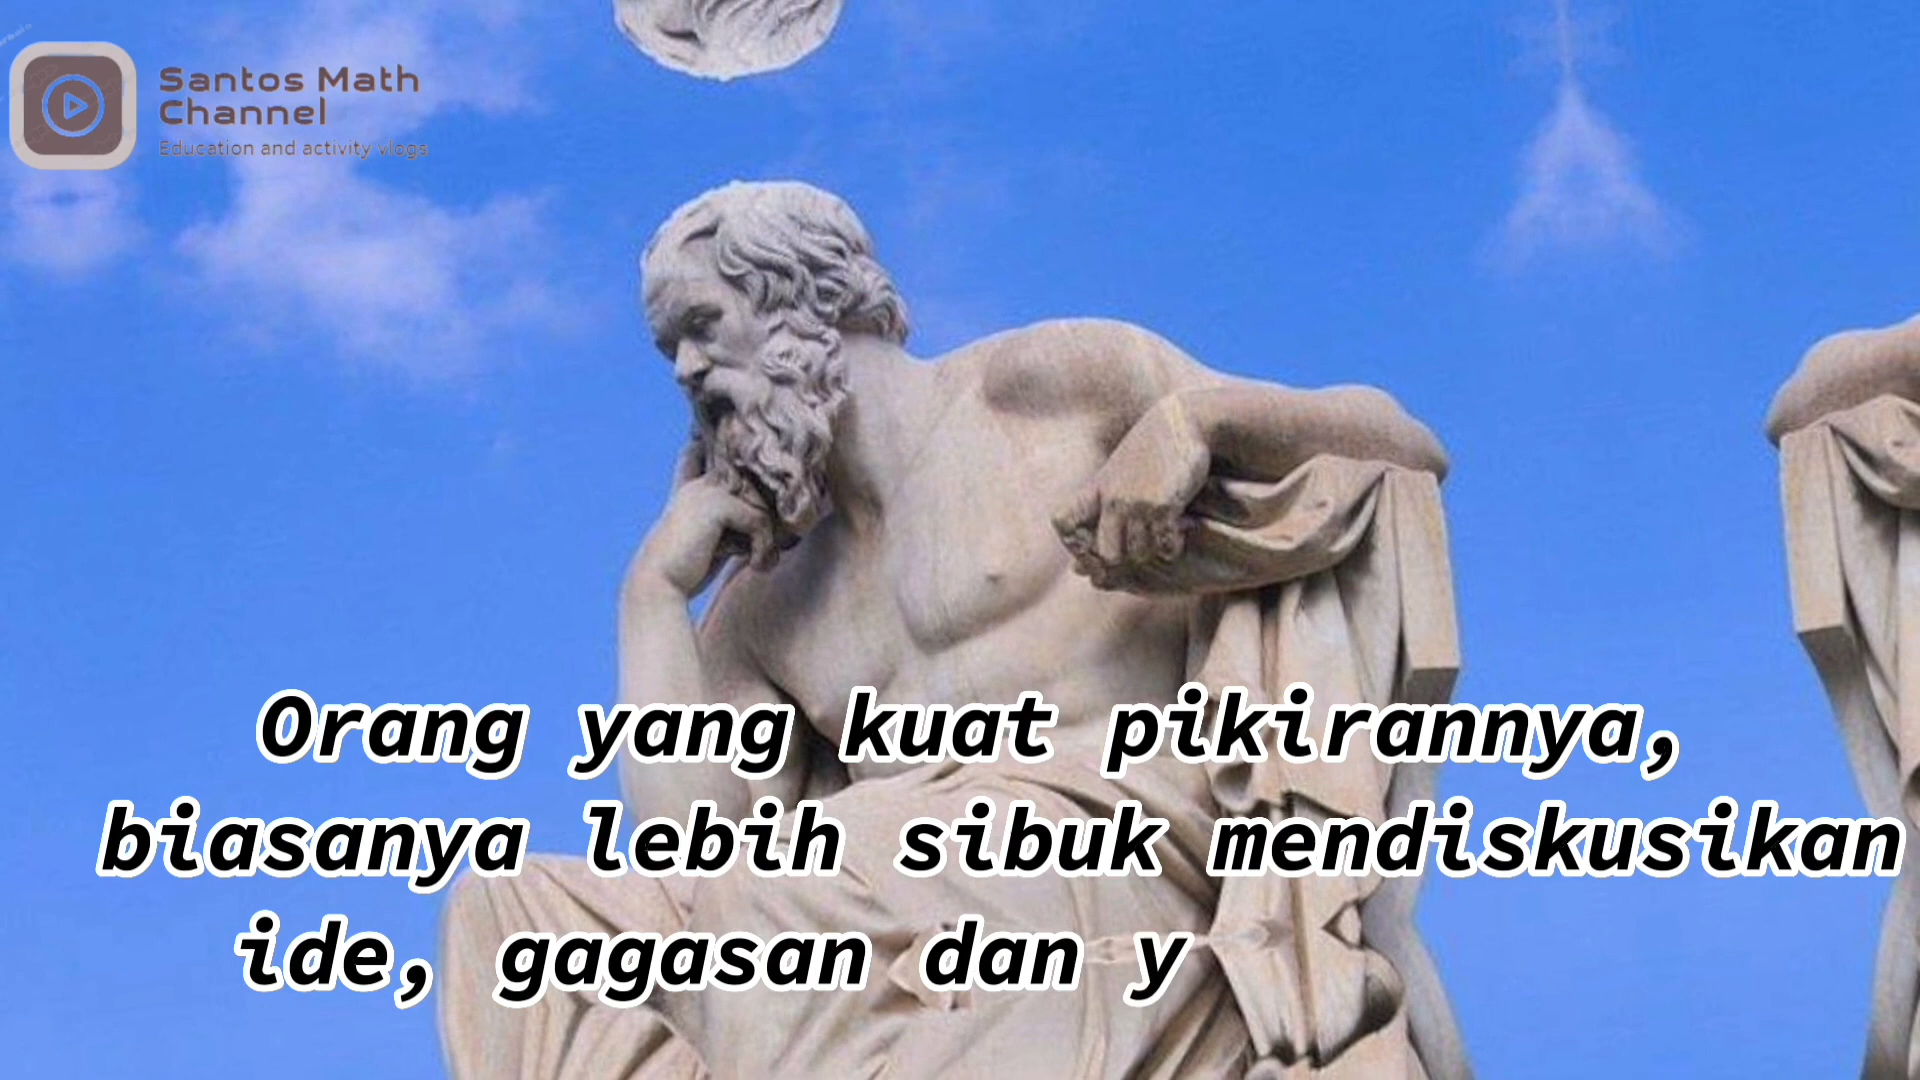 Santos Math
Channel
Education and activity vlogs
Orang yang kuat pikirannya,
biasanya lebih sibuk mendiskusikan
ide, gagasan dan y